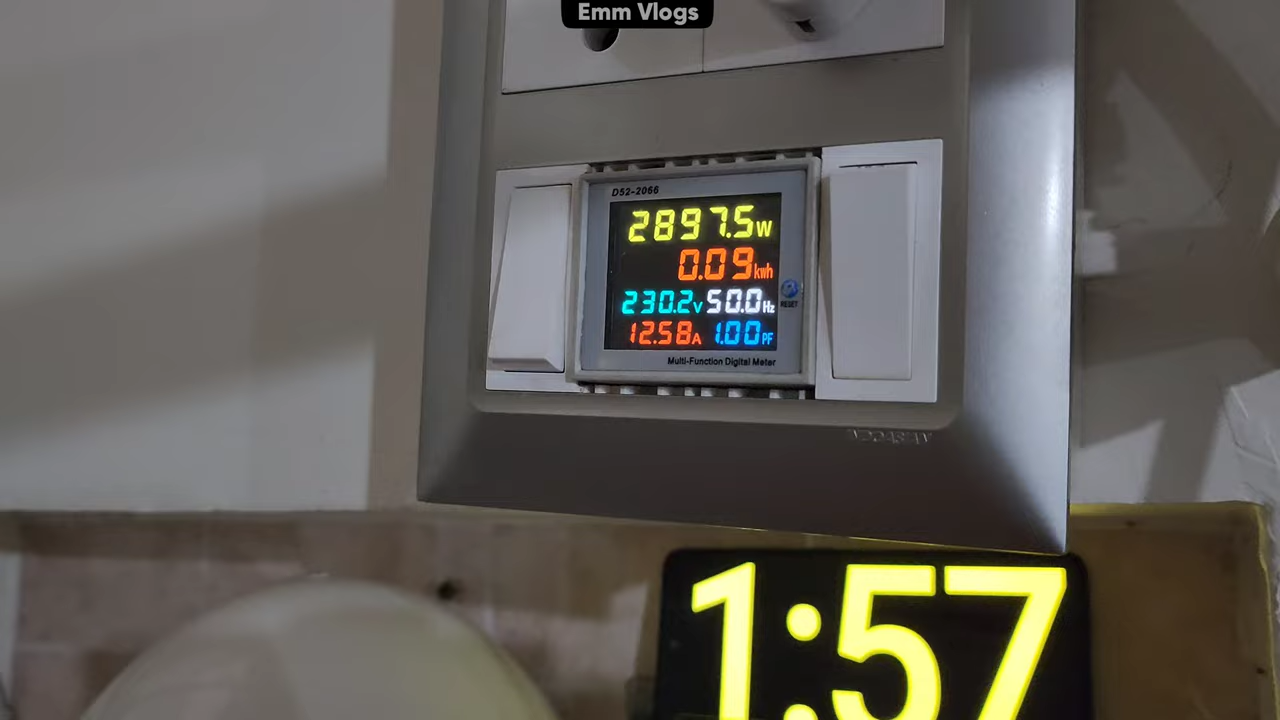 Emm Vlogs
D52-2066
2897.5W
0.09kwh
230.2V 50.0Hz
RESET
12.58A 1.00PF
Multi-Function Digital Meter
INDOASIAN
1:57